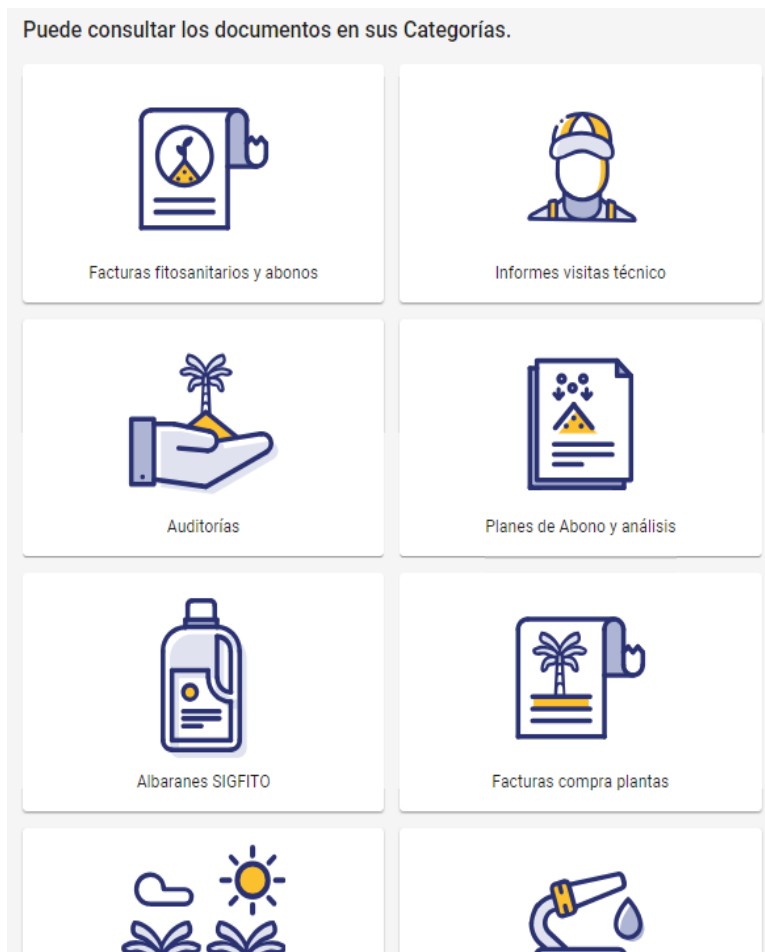 Puede consultar los documentos en sus Categorías.
Facturas fitosanitarios y abonos
Informes visitas técnico
Auditorías
Planes de Abono y análisis
Albaranes SIGFITO
Facturas compra plantas